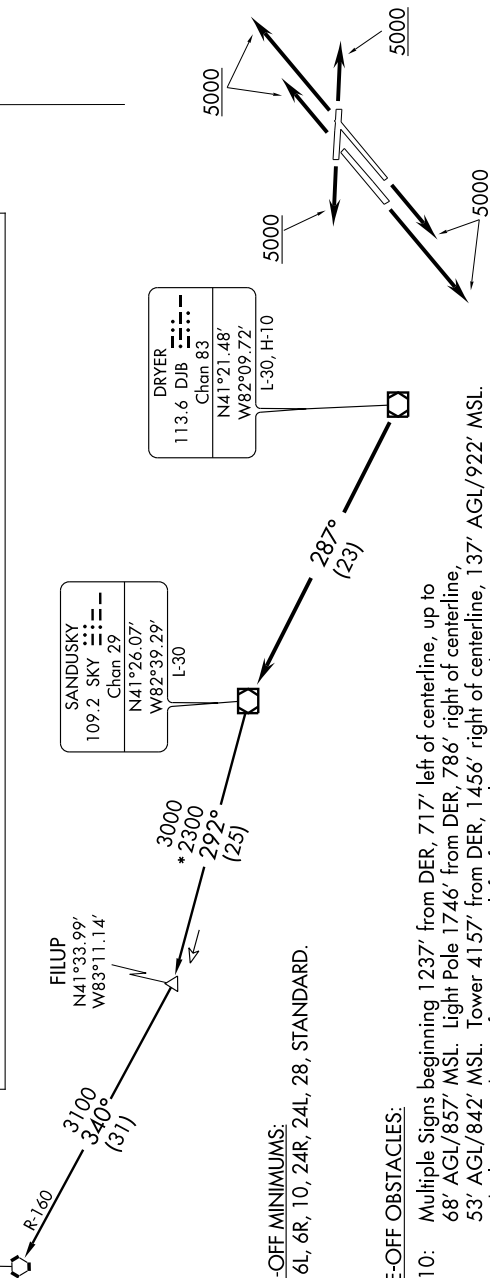 5000
5000
5000
5000
DRYER
113.6 DJB
Chan 83
N41°21.48'
W82°09.72'
L-30, H-10
287°
(23)
SANDUSKY
109.2 SKY
Chan 29
N41°26.07'
W82°39.29'
L-30
3000
*2300
292°
(25)
FILUP
N41°33.99'
W83°11.14'
3100
340°
(31)
R-160
-OFF MINIMUMS:
6L, 6R, 10, 24R, 24L, 28, STANDARD.
E-OFF OBSTACLES:
10: Multiple Signs beginning 1237' from DER, 717' left of centerline, up to
68' AGL/857' MSL. Light Pole 1746' from DER, 786' right of centerline,
53' AGL/842' MSL. Tower 4157' from DER, 1456' right of centerline, 137' AGL/922' MSL.